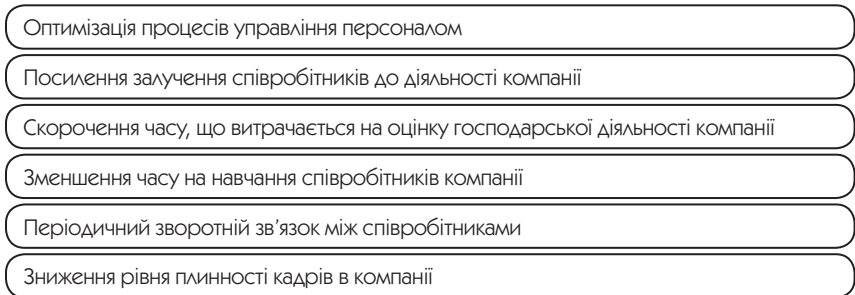 Оптимізація процесів управління персоналом
Посилення залучення співробітників до діяльності компанії
Скорочення часу, що витрачається на оцінку господарської діяльності компанії
Зменшення часу на навчання співробітників компанії
Періодичний зворотній зв’язок між співробітниками
Зниження рівня плинності кадрів в компанії